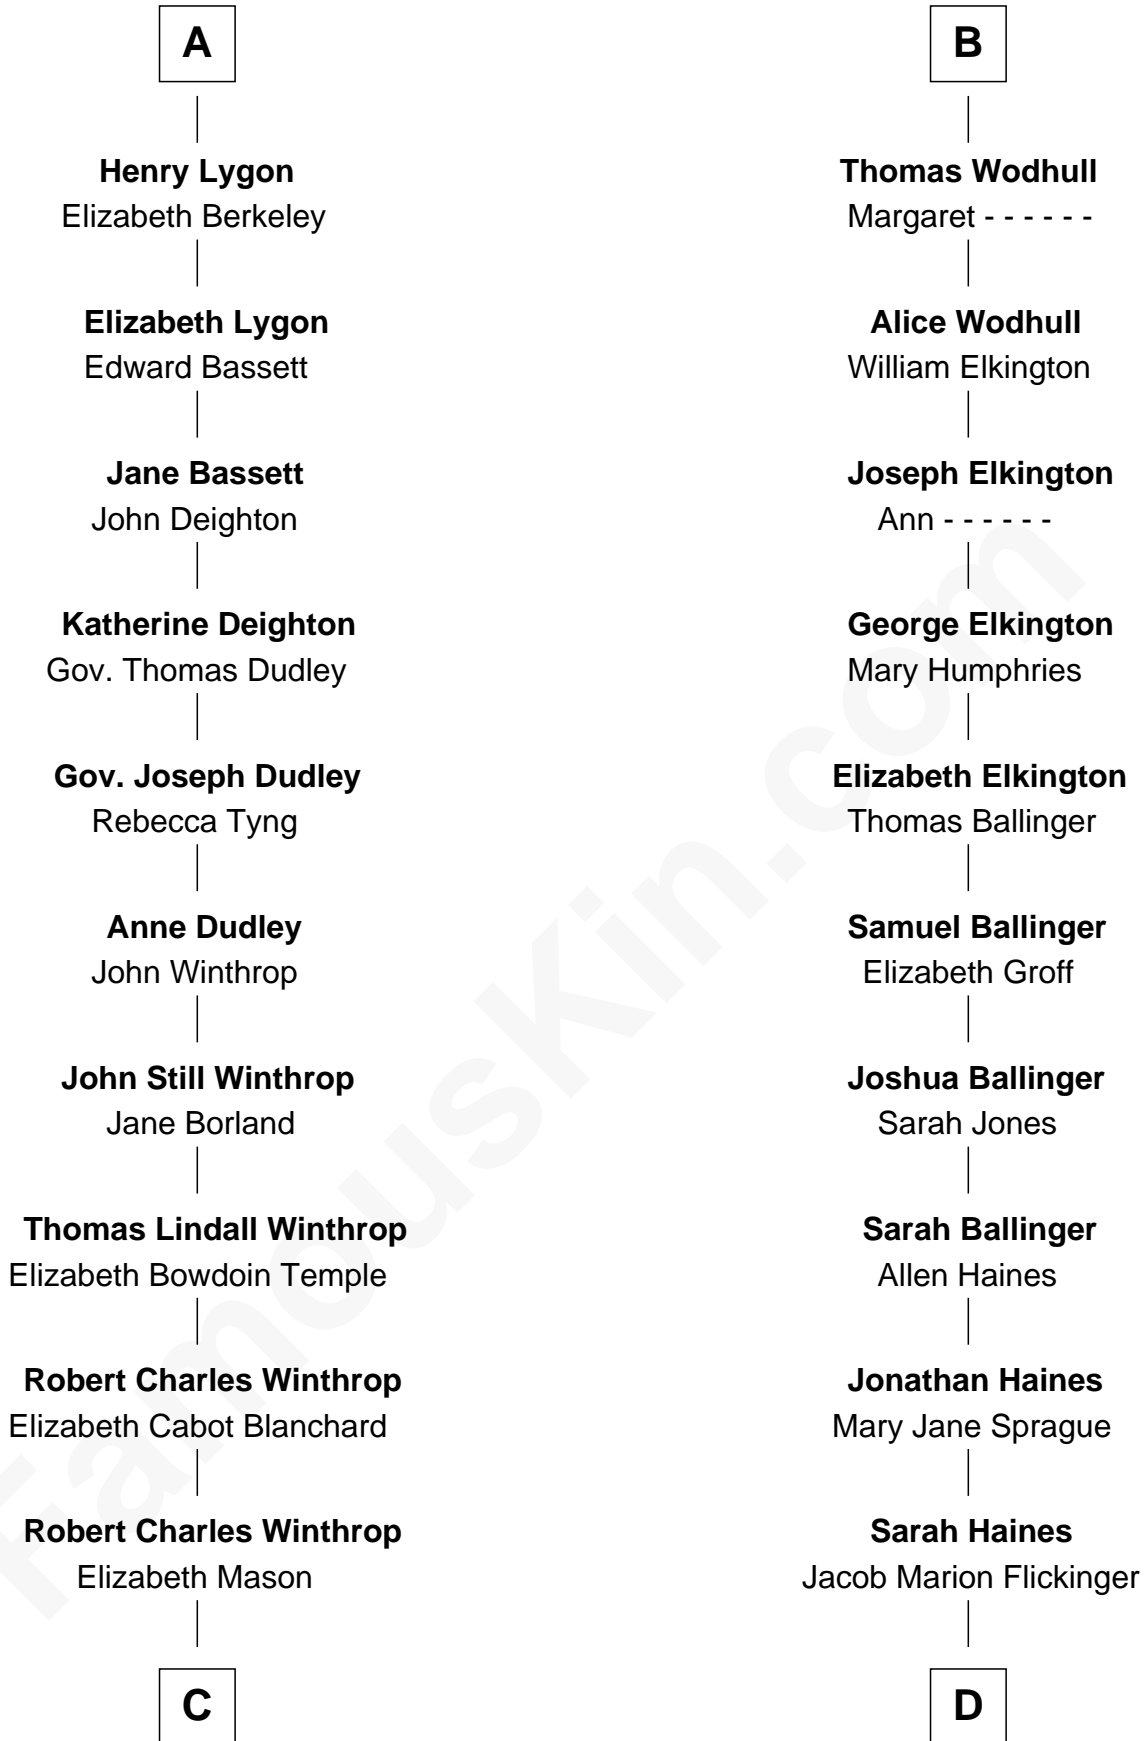 A
Henry Lygon
Elizabeth Berkeley
Elizabeth Lygon
Edward Bassett
Jane Bassett
John Deighton
Katherine Deighton
Gov. Thomas Dudley
Gov. Joseph Dudley
Rebecca Tyng
Anne Dudley
John Winthrop
John Still Winthrop
Jane Borland
Thomas Lindall Winthrop
Elizabeth Bowdoin Temple
Robert Charles Winthrop
Elizabeth Cabot Blanchard
Robert Charles Winthrop
Elizabeth Mason
C
B
Thomas Wodhull
Margaret - - - - - -
Alice Wodhull
William Elkington
Joseph Elkington
Ann - - - - - -
George Elkington
Mary Humphries
Elizabeth Elkington
Thomas Ballinger
Samuel Ballinger
Elizabeth Groff
Joshua Ballinger
Sarah Jones
Sarah Ballinger
Allen Haines
Jonathan Haines
Mary Jane Sprague
Sarah Haines
Jacob Marion Flickinger
D
FamousKin.com